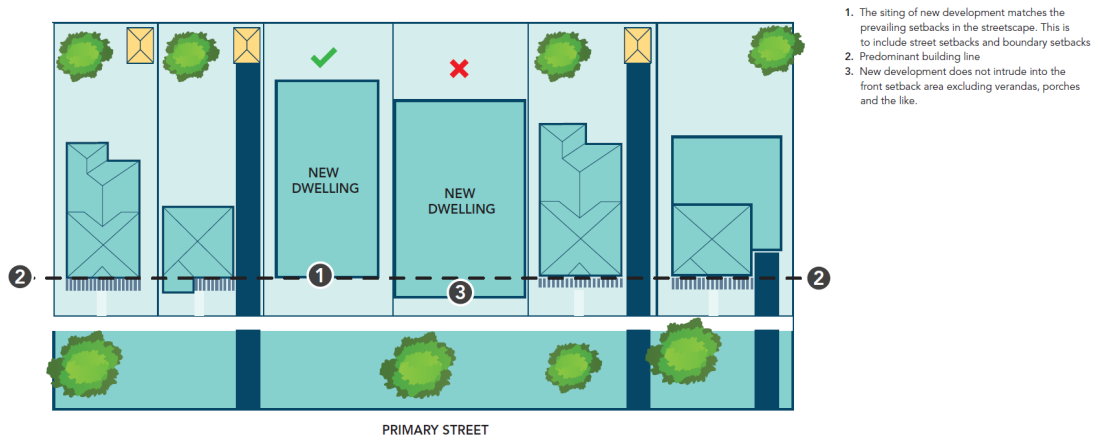 1. The siting of new development matches the
prevailing setbacks in the streetscape. This is
to include street setbacks and boundary setbacks
2. Predominant building line
3. New development does not intrude into the
front setback area excluding verandas, porches
and the like.
NEW
DWELLING
NEW
DWELLING
2
1
3
2
PRIMARY STREET